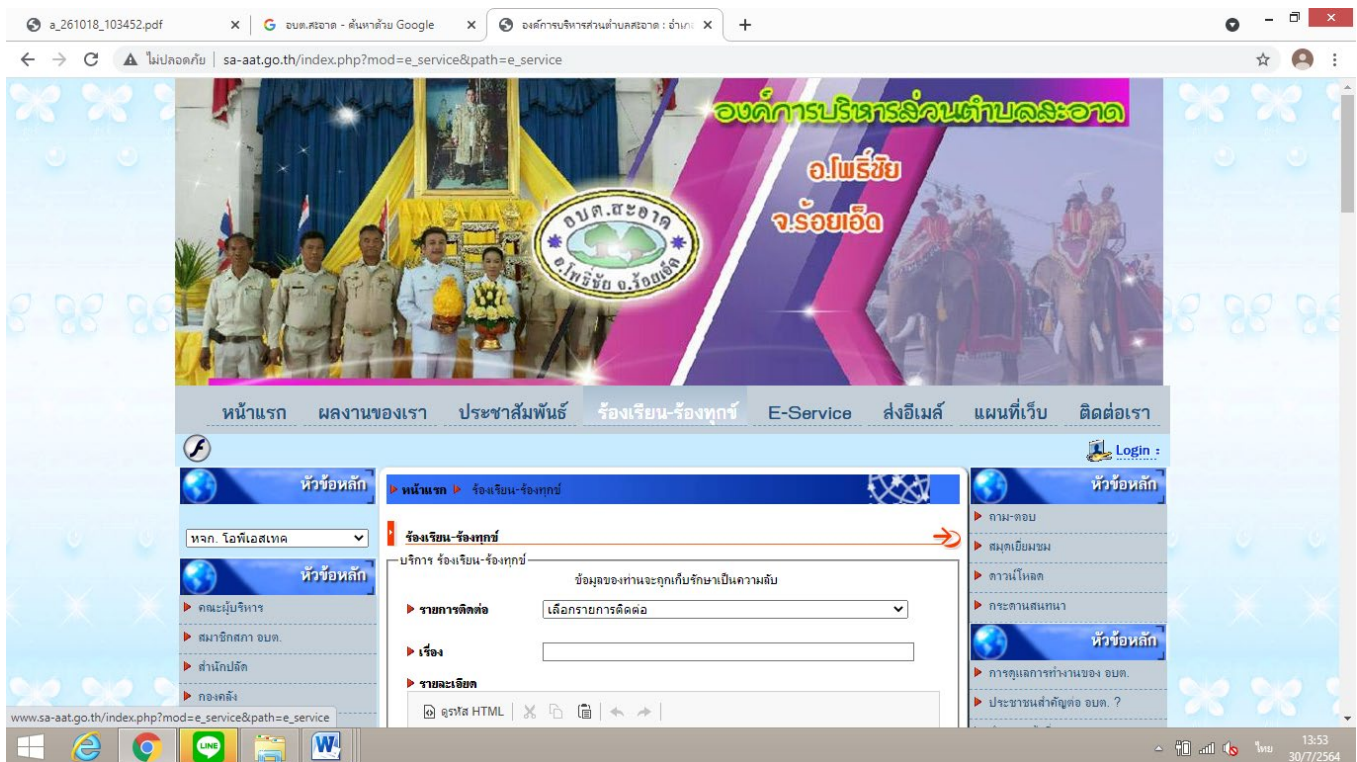 a_261018_103452.pdf
อบต.สะอาด - ค้นหาด้วย Google
องค์การบริหารส่วนตำบลสะอาด : อำเภ
ไม่ปลอดภัย
sa-aat.go.th/index.php?mod=e_service&path=e_service
องค์การบริหารส่วนตำบลสะอาด
อ.โพธิ์ชัย
จ.ร้อยเอ็ด
อบต.สะอาด
อ.โพธิ์ชัย จ.ร้อยเอ็ด
หน้าแรก ผลงานของเรา ประชาสัมพันธ์ ร้องเรียน-ร้องทุกข์ E-Service ส่งอีเมล์ แผนที่เว็บ ติดต่อเรา
Login :
หัวข้อหลัก
หจก. โอพีเอสเทค
หัวข้อหลัก
คณะผู้บริหาร
สมาชิกสภา อบต.
สำนักปลัด
กองคลัง
หน้าแรก ร้องเรียน-ร้องทุกข์
ร้องเรียน-ร้องทุกข์
บริการ ร้องเรียน-ร้องทุกข์
ข้อมูลของท่านจะถูกเก็บรักษาเป็นความลับ
รายการติดต่อ เลือกรายการติดต่อ
เรื่อง
รายละเอียด
ดูรหัส HTML
หัวข้อหลัก
ถาม-ตอบ
สมุดเยี่ยมชม
ดาวน์โหลด
กระดานสนทนา
หัวข้อหลัก
การดูแลการทำงานของ อบต.
ประชาชนสำคัญต่อ อบต. ?
www.sa-aat.go.th/index.php?mod=e_service&path=e_service
LINE
ไทย
13:53
30/7/2564